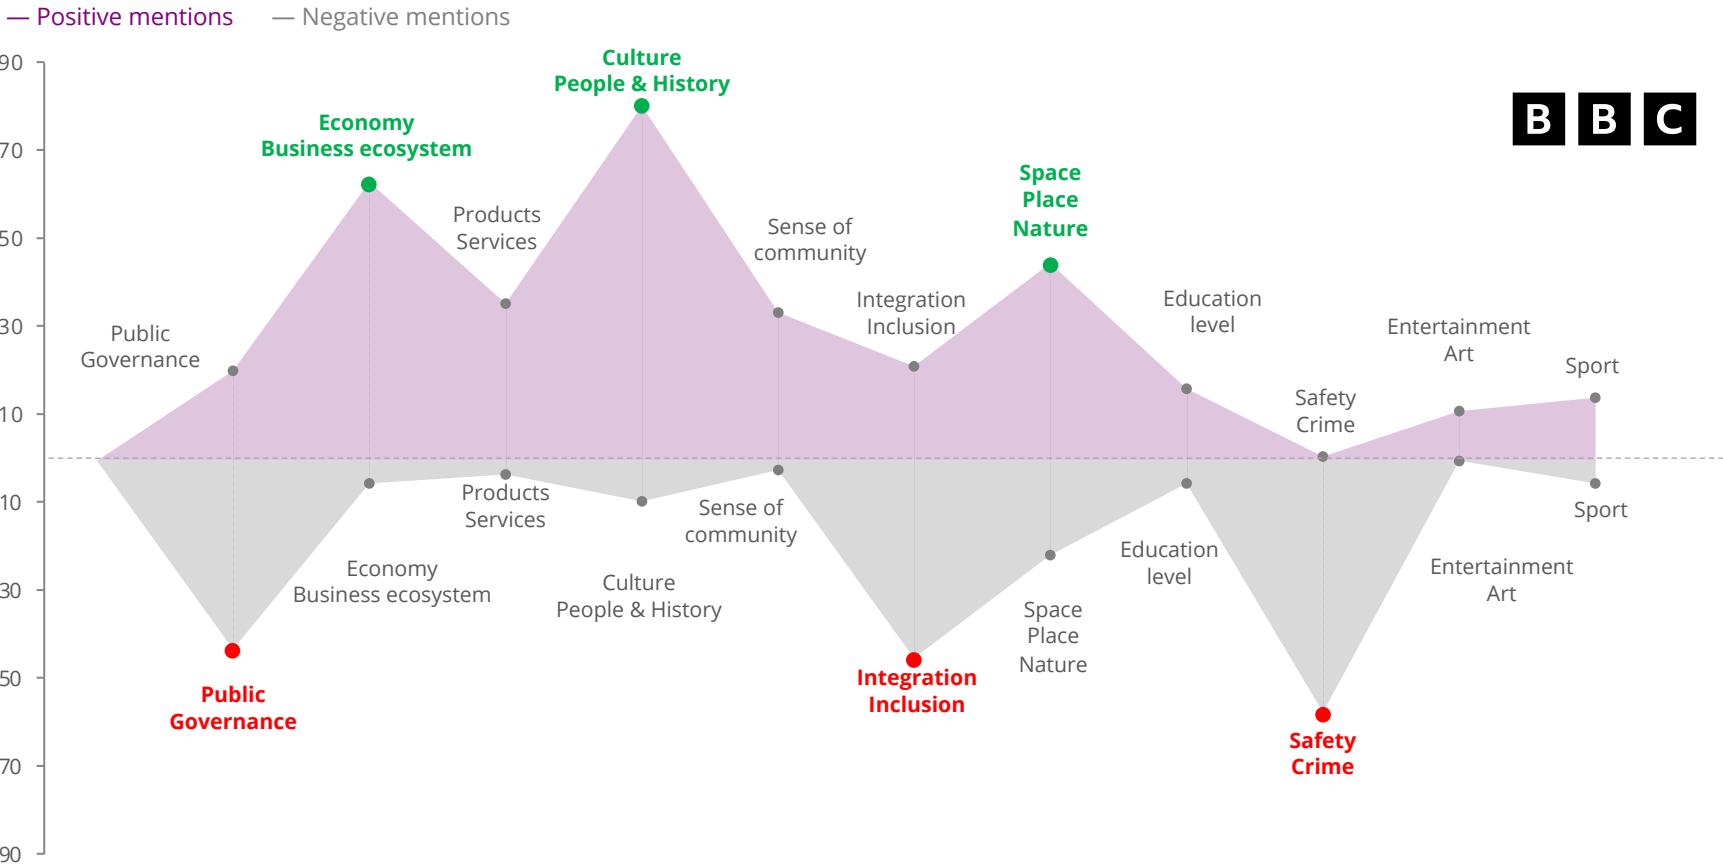 — Positive mentions — Negative mentions
90
70
50
30
10
10
30
50
70
90
Culture
People & History
B B C
Economy
Business ecosystem
Space
Place
Nature
Products
Services
Sense of
community
Integration
Inclusion
Education
level
Public
Governance
Entertainment
Art
Sport
Safety
Crime
Products
Services
Sense of
community
Sport
Economy
Business ecosystem
Culture
People & History
Education
level
Entertainment
Art
Space
Place
Nature
Public
Governance
Integration
Inclusion
Safety
Crime